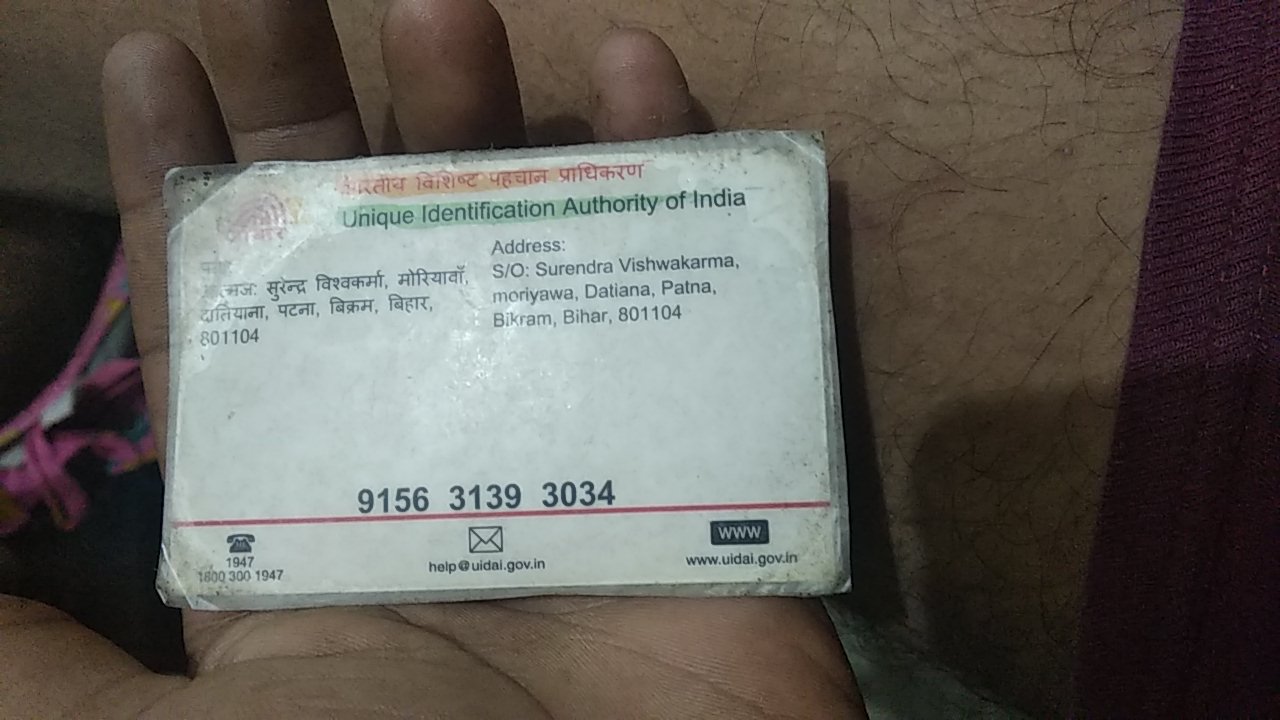 भारतीय विशिष्ट पहचान प्राधिकरण
Unique Identification Authority of India
सुरेन्द्र विश्वकर्मा, मोरियावाँ,
दातियाना, पटना, बिक्रम, बिहार,
801104
Address:
S/O: Surendra Vishwakarma,
moriyawa, Datiana, Patna,
Bikram, Bihar, 801104
9156 3139 3034
1947
1800 300 1947
help@uidai.gov.in
WWW
www.uidai.gov.in